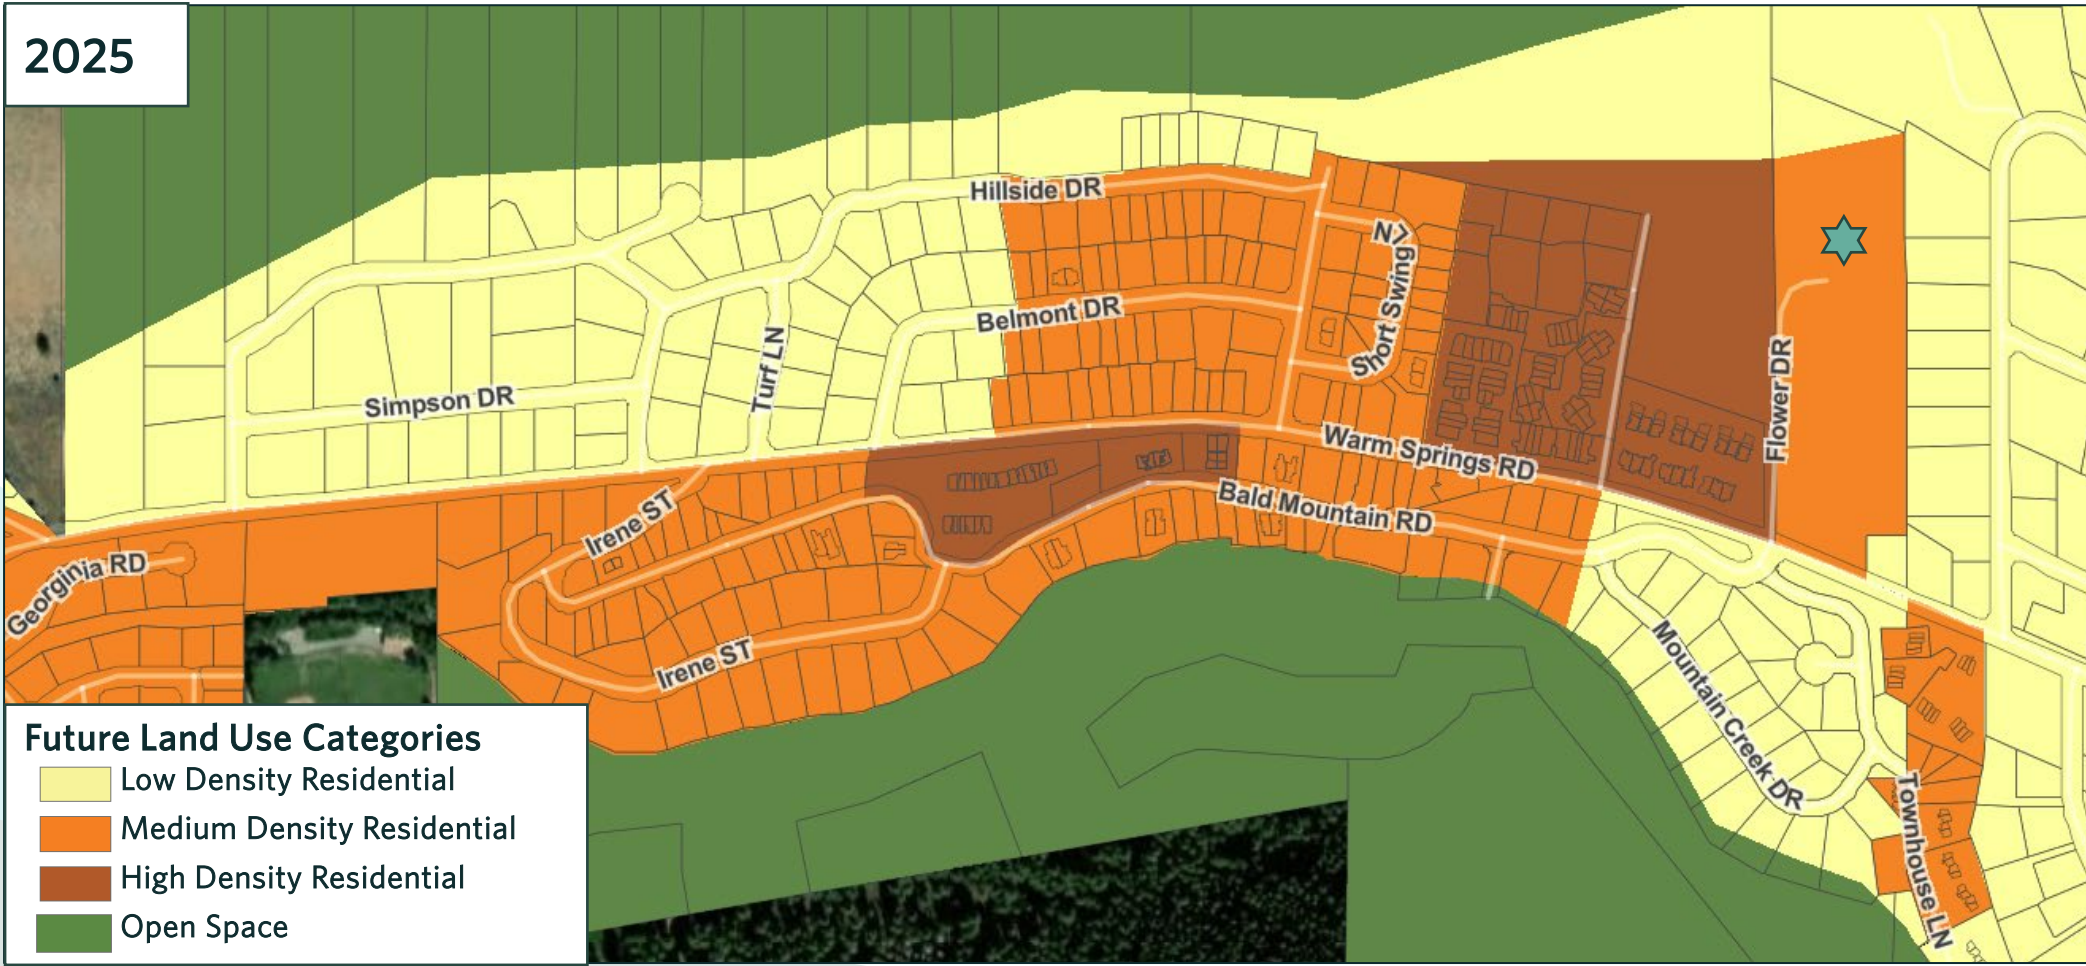 2025
Hillside DR
N7
Short Swing
Belmont DR
Turf LN
Simpson DR
Flower DR
Warm Springs RD
Bald Mountain RD
Irene ST
Georginia RD
Irene ST
Mountain Creek DR
Townhouse LN
Future Land Use Categories
Low Density Residential
Medium Density Residential
High Density Residential
Open Space